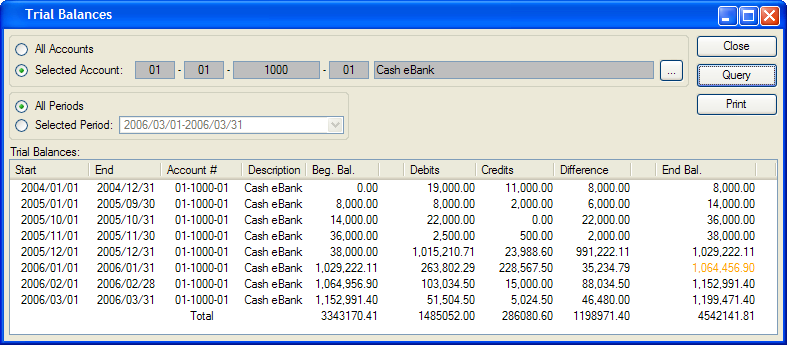 Trial Balances
All Accounts
Selected Account: 01 - 01 - 1000 - 01 Cash eBank ...
Close
Query
Print
All Periods
Selected Period: 2006/03/01-2006/03/31
Trial Balances:
Start End Account # Description Beg. Bal. Debits Credits Difference End Bal.
2004/01/01 2004/12/31 01-1000-01 Cash eBank 0.00 19,000.00 11,000.00 8,000.00 8,000.00
2005/01/01 2005/09/30 01-1000-01 Cash eBank 8,000.00 8,000.00 2,000.00 6,000.00 14,000.00
2005/10/01 2005/10/31 01-1000-01 Cash eBank 14,000.00 22,000.00 0.00 22,000.00 36,000.00
2005/11/01 2005/11/30 01-1000-01 Cash eBank 36,000.00 2,500.00 500.00 2,000.00 38,000.00
2005/12/01 2005/12/31 01-1000-01 Cash eBank 38,000.00 1,015,210.71 23,988.60 991,222.11 1,029,222.11
2006/01/01 2006/01/31 01-1000-01 Cash eBank 1,029,222.11 263,802.29 228,567.50 35,234.79 1,064,456.90
2006/02/01 2006/02/28 01-1000-01 Cash eBank 1,064,956.90 103,034.50 15,000.00 88,034.50 1,152,991.40
2006/03/01 2006/03/31 01-1000-01 Cash eBank 1,152,991.40 51,504.50 5,024.50 46,480.00 1,199,471.40
Total 3343170.41 1485052.00 286080.60 1198971.40 4542141.81